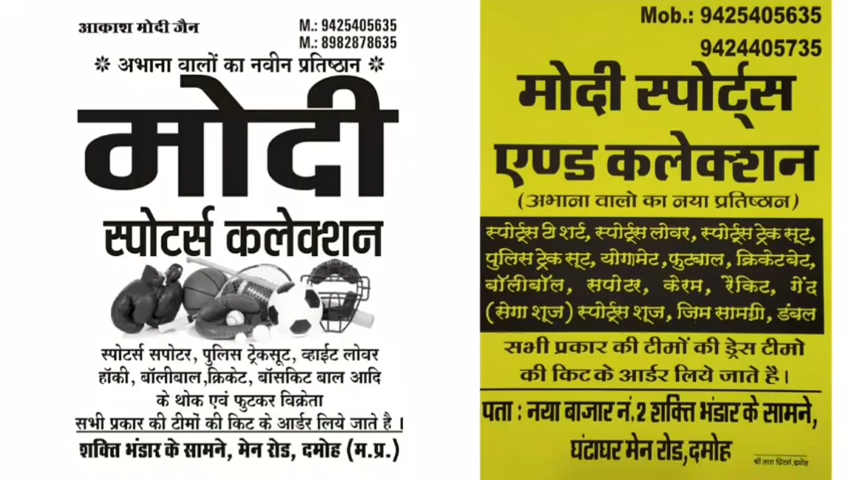 आकाश मोदी जैन
M.: 9425405635
M.: 8982878635
❊ अभाना वालों का नवीन प्रतिष्ठान ❊
मोदी
स्पोटर्स कलेक्शन
स्पोटर्स सपोटर, पुलिस ट्रेकसूट, व्हाईट लोवर
हॉकी, बॉलीबाल,क्रिकेट, बॉसकिट बाल आदि
के थोक एवं फुटकर विक्रेता
सभी प्रकार की टीमों की किट के आर्डर लिये जाते है ।
शक्ति भंडार के सामने, मेन रोड, दमोह (म.प्र.)
Mob.: 9425405635
9424405735
मोदी स्पोर्ट्स
एण्ड कलेक्शन
(अभाना वालो का नया प्रतिष्ठान)
स्पोर्ट्स टी शर्ट, स्पोर्ट्स लोवर, स्पोर्ट्स ट्रेक सूट,
पुलिस ट्रेक सूट, योगामेट,फुटबाल, क्रिकेटबेट,
बॉलीबॉल, सपोटर, केरम, रैकिट, गेंद
(सेगा शूज) स्पोर्ट्स शूज, जिम सामग्री, डंबल
सभी प्रकार की टीमों की ड्रेस टीमो
की किट के आर्डर लिये जाते है ।
पता : नया बाजार नं.2 शक्ति भंडार के सामने,
घंटाघर मेन रोड,दमोह
श्री तारा प्रिंटर्स,दमोह